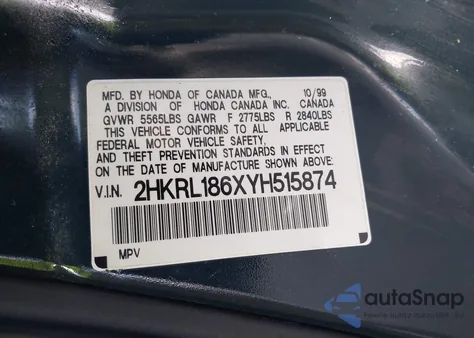 MFD. BY HONDA OF CANADA MFG., 10/99
A DIVISION OF HONDA CANADA INC. CANADA
GVWR 5565LBS GAWR F 2775LBS R 2840LBS
THIS VEHICLE CONFORMS TO ALL APPLICABLE
FEDERAL MOTOR VEHICLE SAFETY,
AND THEFT PREVENTION STANDARDS IN EFFECT
ON THE DATE OF MANUFACTURE SHOWN ABOVE.
V.I.N. 2HKRL186XYH515874
MPV
autoSnap